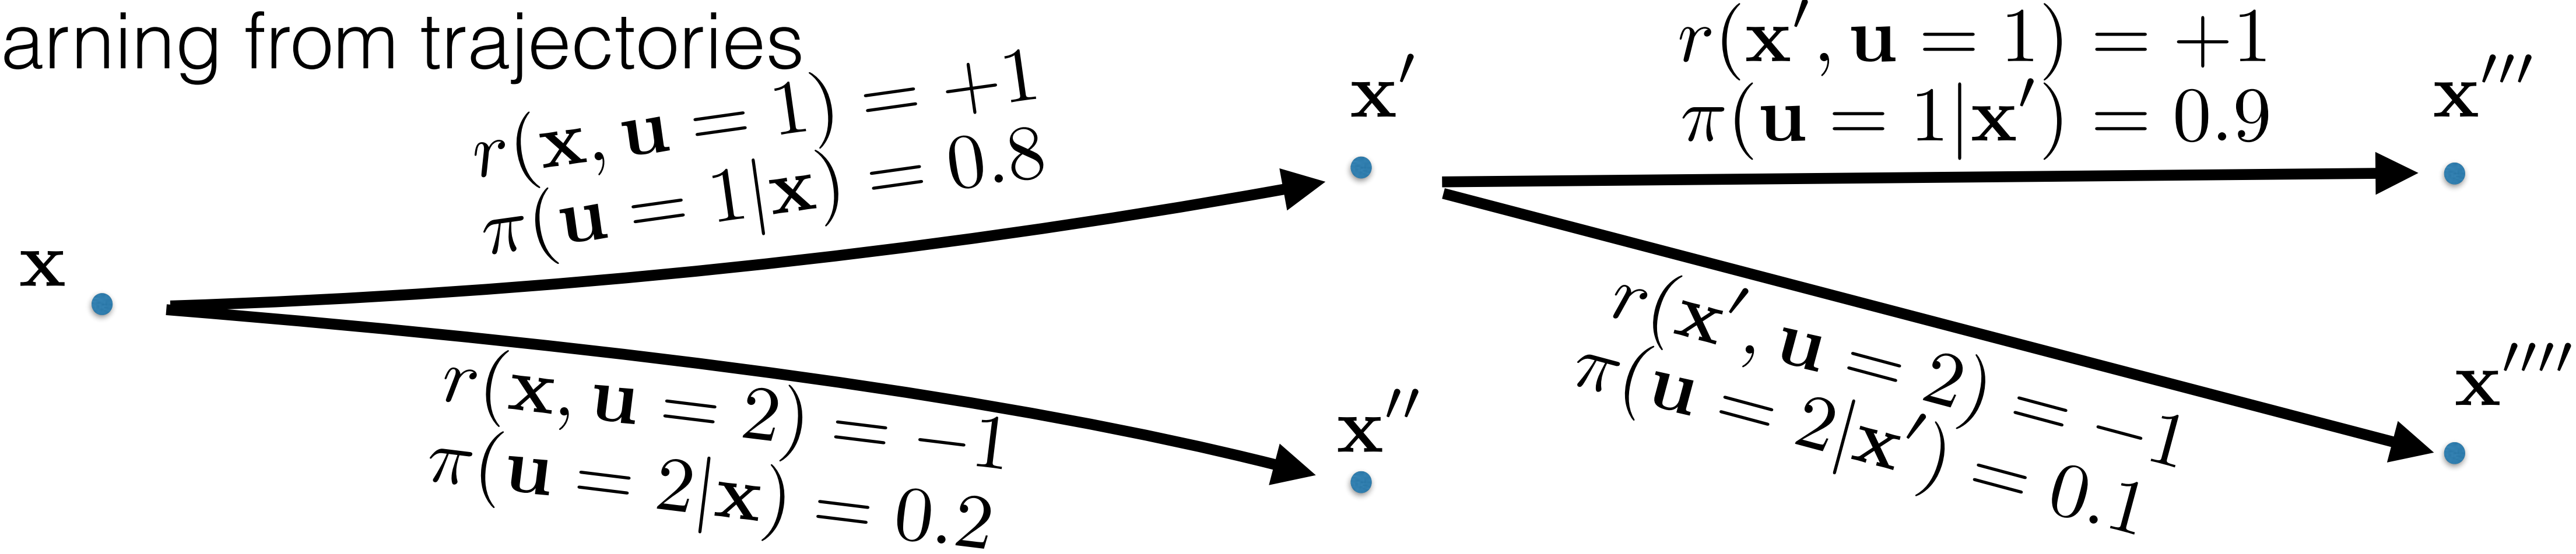 arning from trajectories
r(x, u = 1) = +1
π(u = 1|x) = 0.8
x
r(x, u = 2) = −1
π(u = 2|x) = 0.2
x′
x′′
r(x′, u = 1) = +1
π(u = 1|x′) = 0.9
r(x′, u = 2) = −1
π(u = 2|x′) = 0.1
x′′′
x′′′′